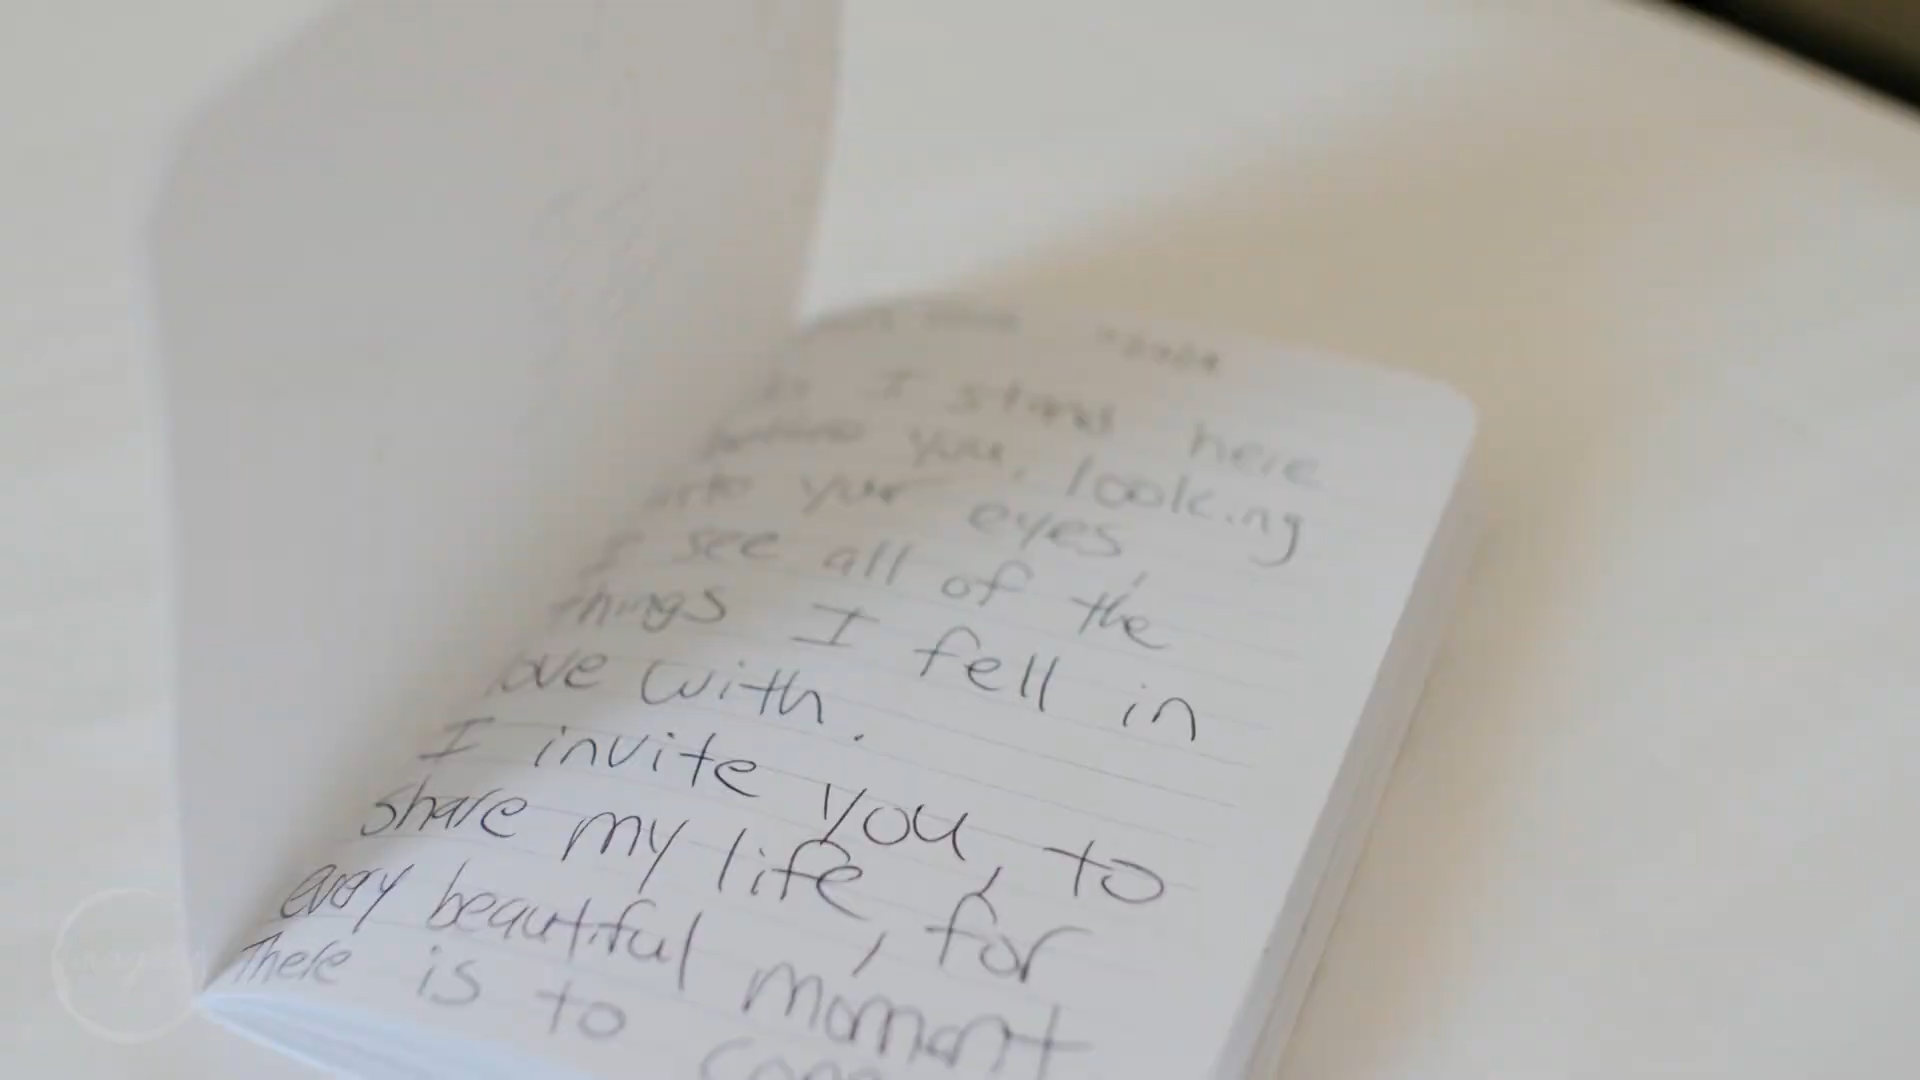 I stand here
you, looking
into your eyes,
I see all of the
things I fell in
love with.
I invite you, to
share my life, for
every beautiful, moment
There is to